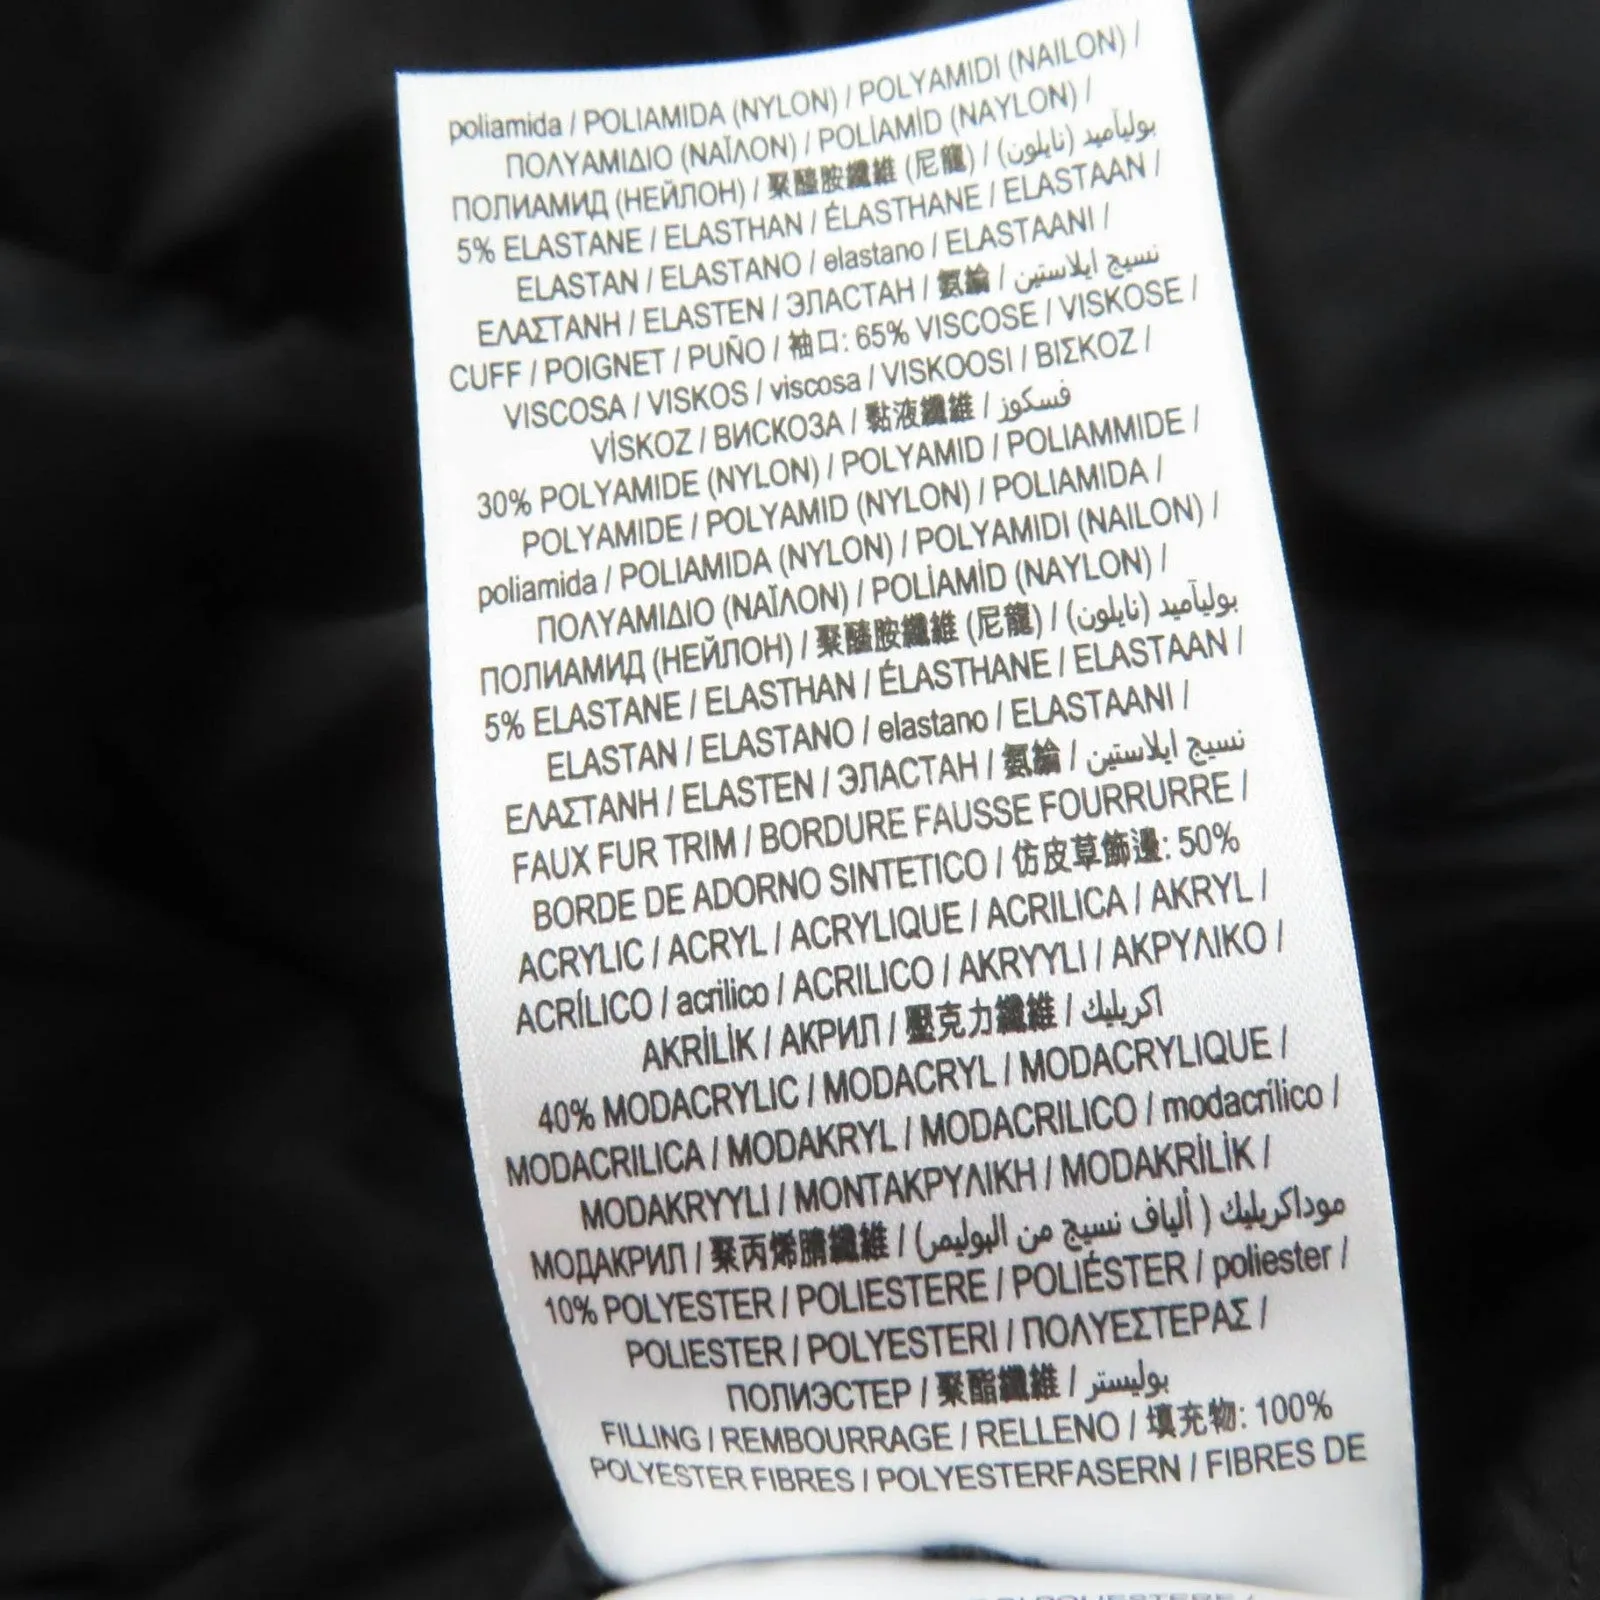 poliamida / POLIAMIDA (NYLON) / POLYAMIDI (NAILON) /
ΠΟΛΥΑΜΙΔΙΟ (ΝΑΪΛΟΝ) / POLİAMİD (NAYLON) /
ПОЛИАМИД (НЕЙЛОН) / 聚醯胺纖維 (尼龍) / بوليآميد (نايلون)
5% ELASTANE / ELASTHAN / ÉLASTHANE / ELASTAAN /
ELASTAN / ELASTANO / elastano / ELASTAANI /
ΕΛΑΣΤΑΝΗ / ELASTEN / ЭЛАСТАН / 氨綸 / نسيج ايلاستين
CUFF / POIGNET / PUÑO / 袖口: 65% VISCOSE / VISKOSE /
VISCOSA / VISKOS / viscosa / VISKOOSI / ΒΙΣΚΟΖ /
VİSKOZ / ВИСКОЗА / 黏液纖維 / فسكوز
30% POLYAMIDE (NYLON) / POLYAMID / POLIAMMIDE /
POLYAMIDE / POLYAMID (NYLON) / POLIAMIDA /
poliamida / POLIAMIDA (NYLON) / POLYAMIDI (NAILON) /
ΠΟΛΥΑΜΙΔΙΟ (ΝΑΪΛΟΝ) / POLİAMİD (NAYLON) /
ПОЛИАМИД (НЕЙЛОН) / 聚醯胺纖維 (尼龍) / بوليآميد (نايلون)
5% ELASTANE / ELASTHAN / ÉLASTHANE / ELASTAAN /
ELASTAN / ELASTANO / elastano / ELASTAANI /
ΕΛΑΣΤΑΝΗ / ELASTEN / ЭЛАСТАН / 氨綸 / نسيج ايلاستين
FAUX FUR TRIM / BORDURE FAUSSE FOURRURRE /
BORDE DE ADORNO SINTETICO / 仿皮草飾邊: 50%
ACRYLIC / ACRYL / ACRYLIQUE / ACRILICA / AKRYL /
ACRÍLICO / acrilico / ACRILICO / AKRYYLI / ΑΚΡΥΛΙΚΟ /
AKRİLİK / АКРИЛ / 壓克力纖維 / اكريليك
40% MODACRYLIC / MODACRYL / MODACRYLIQUE /
MODACRILICA / MODAKRYL / MODACRILICO / modacrílico /
MODAKRYYLI / ΜΟΝΤΑΚΡΥΛΙΚΗ / MODAKRİLİK /
МОДАКРИЛ / 聚丙烯腈纖維 / موداكريليك ( ألياف نسيج من البوليمر)
10% POLYESTER / POLIESTERE / POLIÉSTER / poliester /
POLIESTER / POLYESTERI / ΠΟΛΥΕΣΤΕΡΑΣ /
ПОЛИЭСТЕР / 聚酯纖維 / بوليستر
FILLING / REMBOURRAGE / RELLENO / 填充物: 100%
POLYESTER FIBRES / POLYESTERFASERN / FIBRES DE